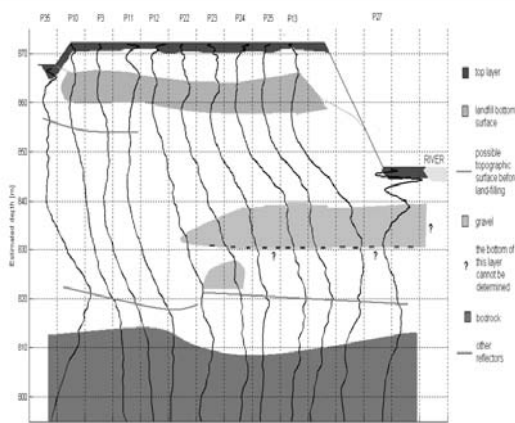 P35 P10 P3 P11 P12 P22 P23 P24 P25 P13 P27
870
860
850
840
830
820
810
800
Estimated depth [m]
RIVER
?
?
?
top layer
landfill bottom
surface
possible
topographic
surface before
land-filling
gravel
?
the bottom of
this layer
cannot be
determined
bedrock
other
reflectors